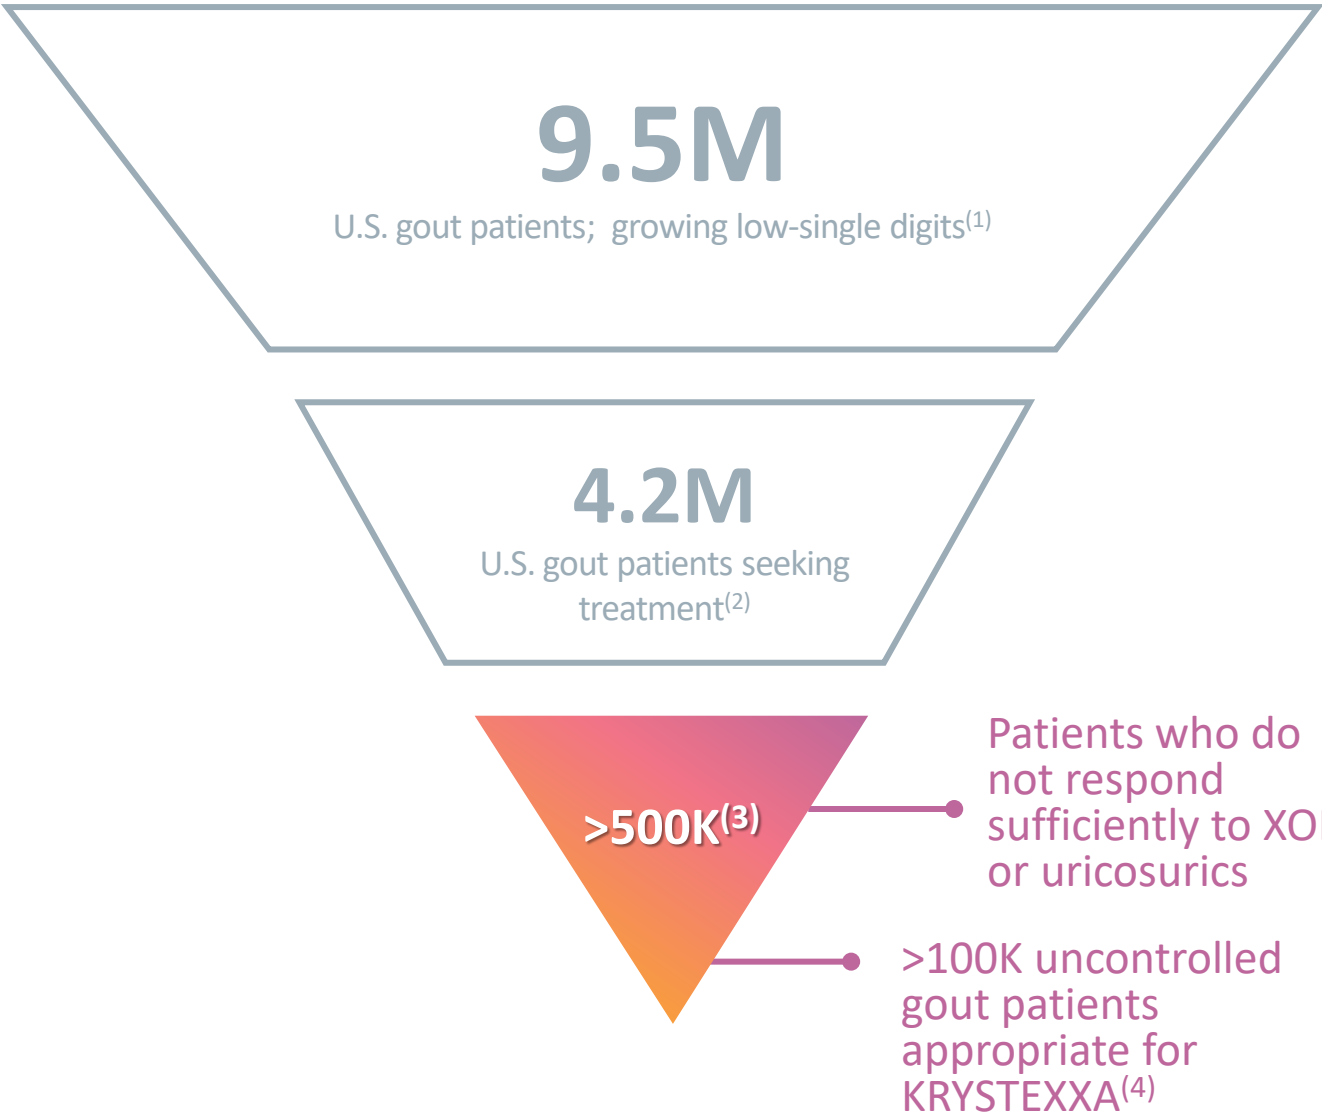 9.5M
U.S. gout patients;  growing low-single digits(1)
4.2M
U.S. gout patients seeking
treatment(2)
>500K(3)
Patients who do
not respond
sufficiently to
or uricosurics
>100K uncontrolled
gout patients
appropriate for
KRYSTEXXA(4)